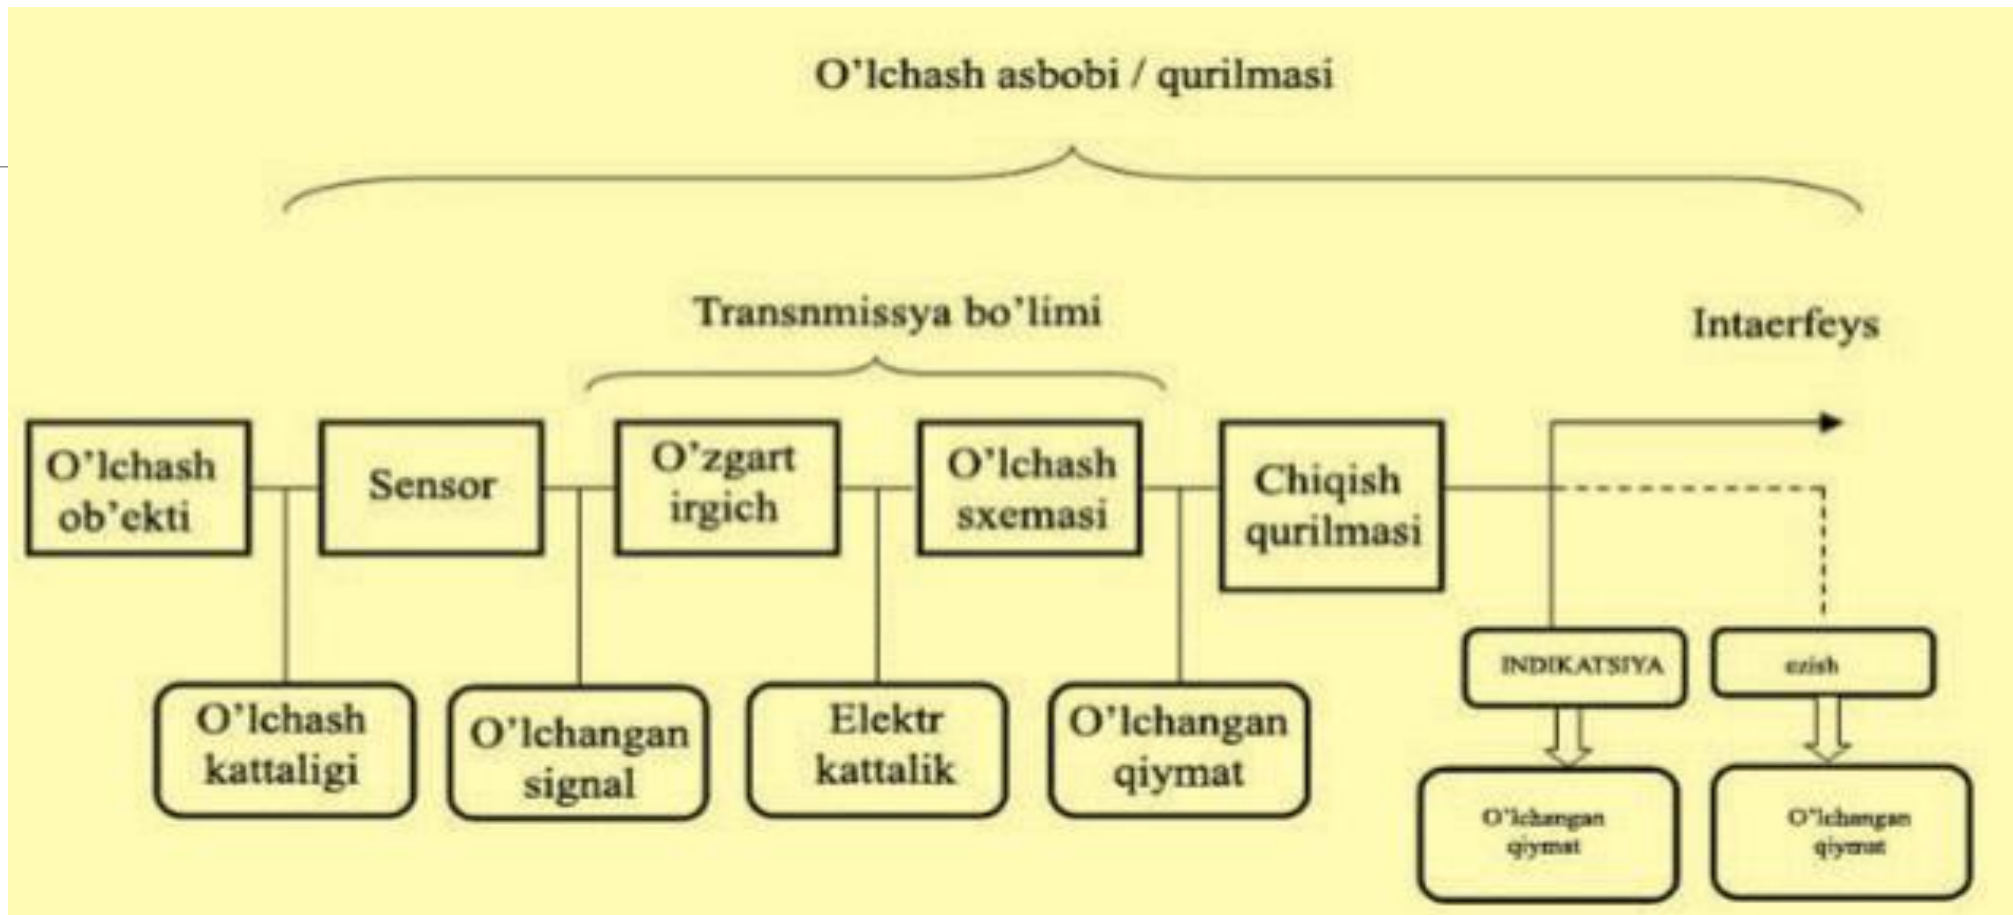 O’lchash asbobi / qurilmasi
Transnmissya bo’limi
Intaerfeys
O’lchash
ob’ekti
Sensor
O’zgart
irgich
O’lchash
sxemasi
Chiqish
qurilmasi
INDIKATSIYA
ezish
O’lchash
kattaligi
O’lchangan
signal
Elektr
kattalik
O’lchangan
qiymat
O’lchangan
qiymat
O’lchangan
qiymat